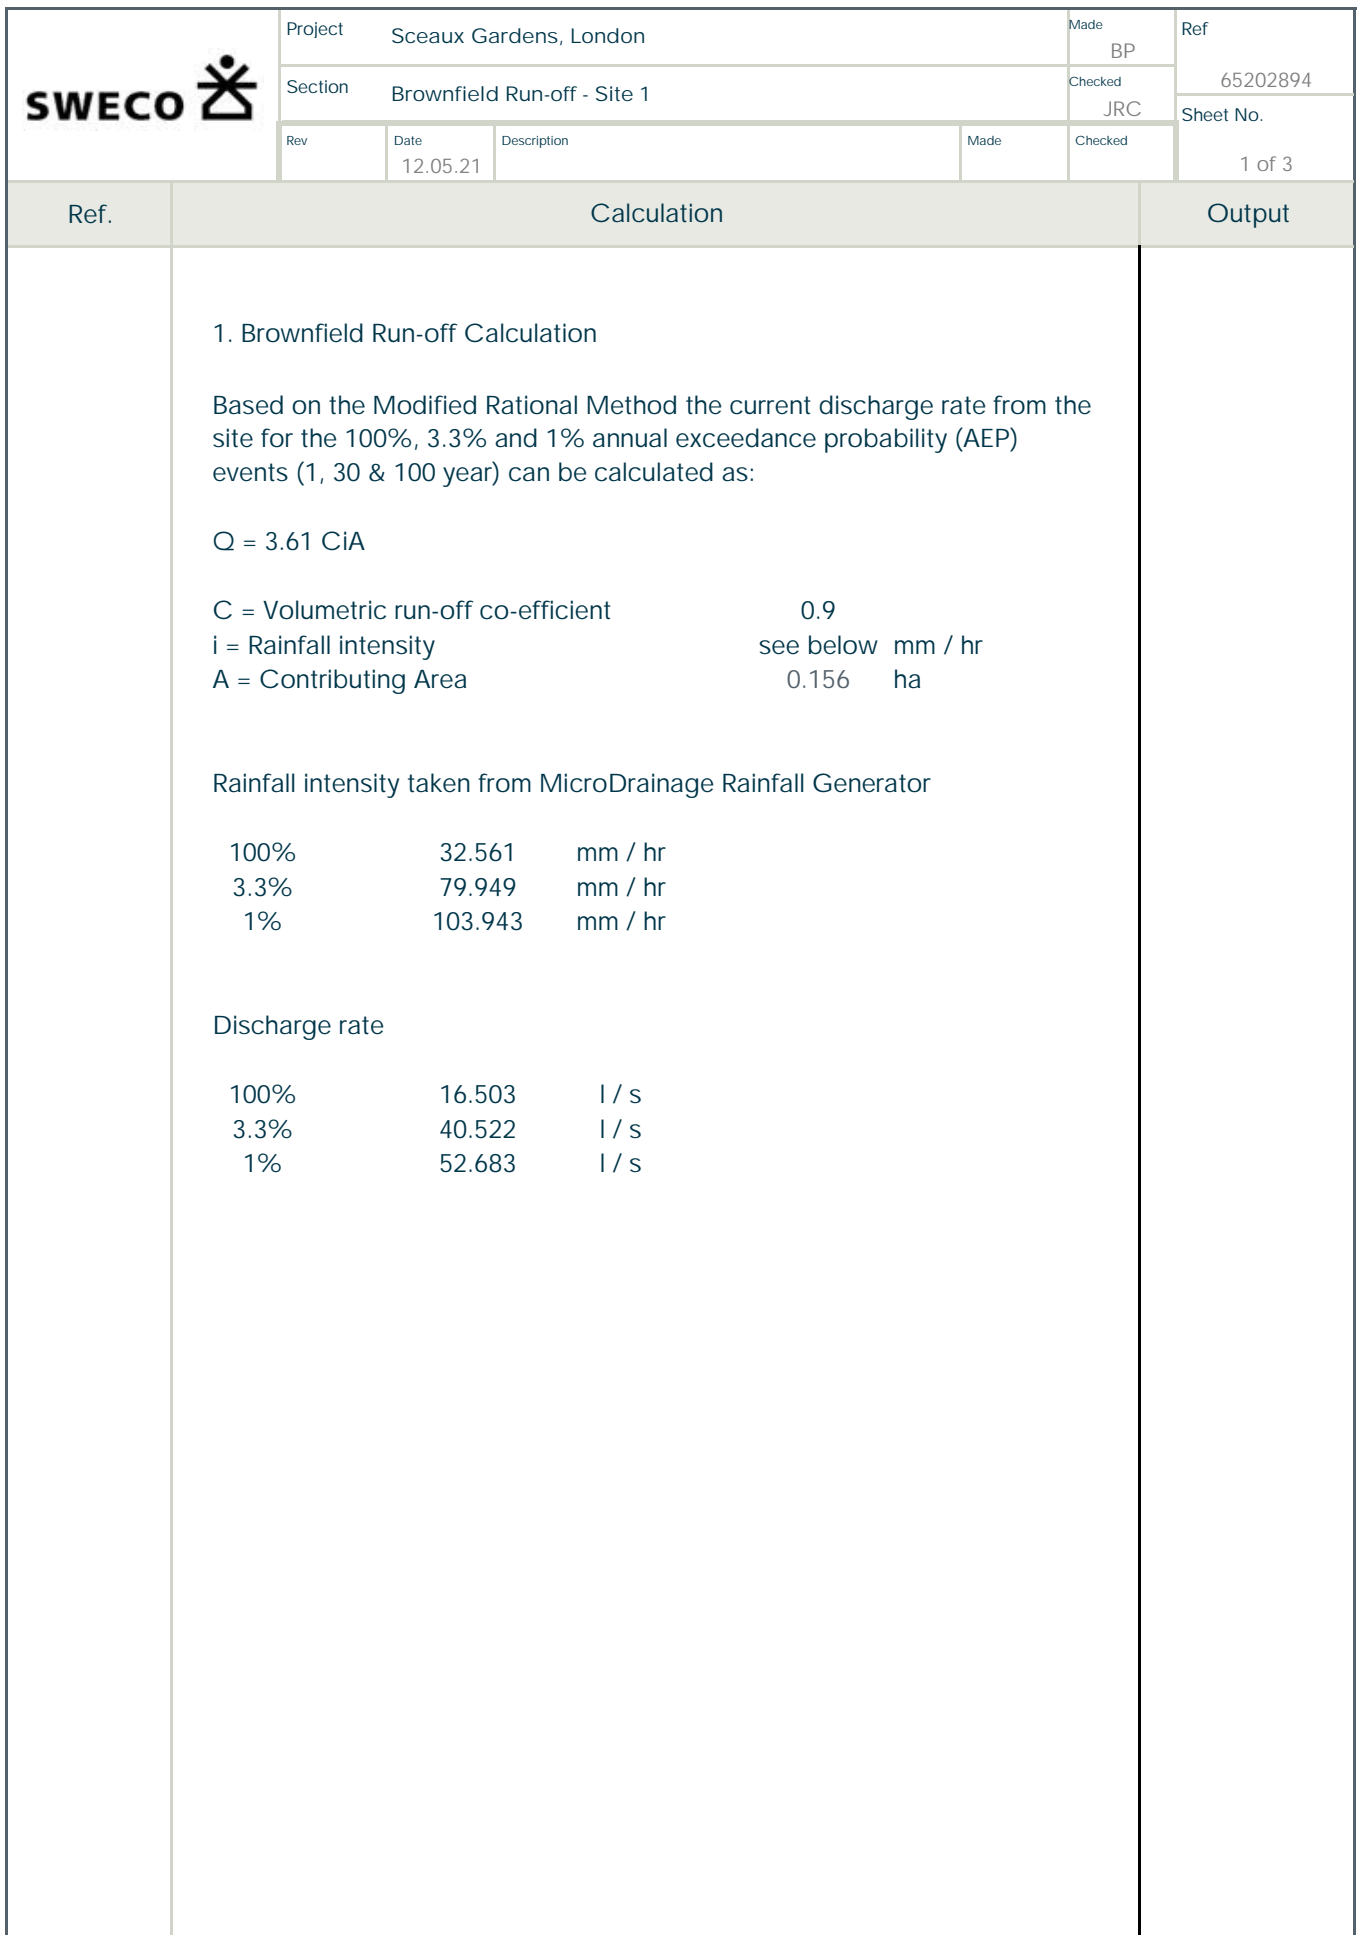 SWECO
Project Sceaux Gardens, London
Made
BP
Ref
65202894
Section Brownfield Run-off - Site 1
Checked
JRC
Sheet No.
1 of 3
Rev Date Description Made Checked
12.05.21
Ref. Calculation Output
1. Brownfield Run-off Calculation
Based on the Modified Rational Method the current discharge rate from the
site for the 100%, 3.3% and 1% annual exceedance probability (AEP)
events (1, 30 & 100 year) can be calculated as:
Q = 3.61 CiA
C = Volumetric run-off co-efficient 0.9
i = Rainfall intensity see below mm / hr
A = Contributing Area 0.156 ha
Rainfall intensity taken from MicroDrainage Rainfall Generator
100% 32.561 mm / hr
3.3% 79.949 mm / hr
1% 103.943 mm / hr
Discharge rate
100% 16.503 l / s
3.3% 40.522 l / s
1% 52.683 l / s